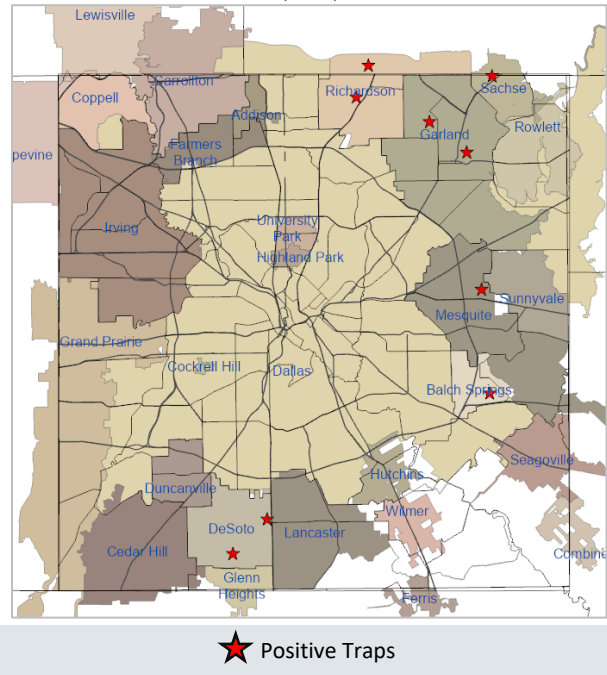 Lewisville
Carrollton
Coppell
Richardson
Sachse
Addison
Garland
Rowlett
Farmers
Branch
pevine
University
Park
Irving
Highland Park
Sunnyvale
Mesquite
Grand Prairie
Cockrell Hill
Dallas
Balch Springs
Seagoville
Hutchins
Duncanville
Wilmer
DeSoto
Lancaster
Cedar Hill
Combine
Glenn
Heights
Ferris
Positive Traps